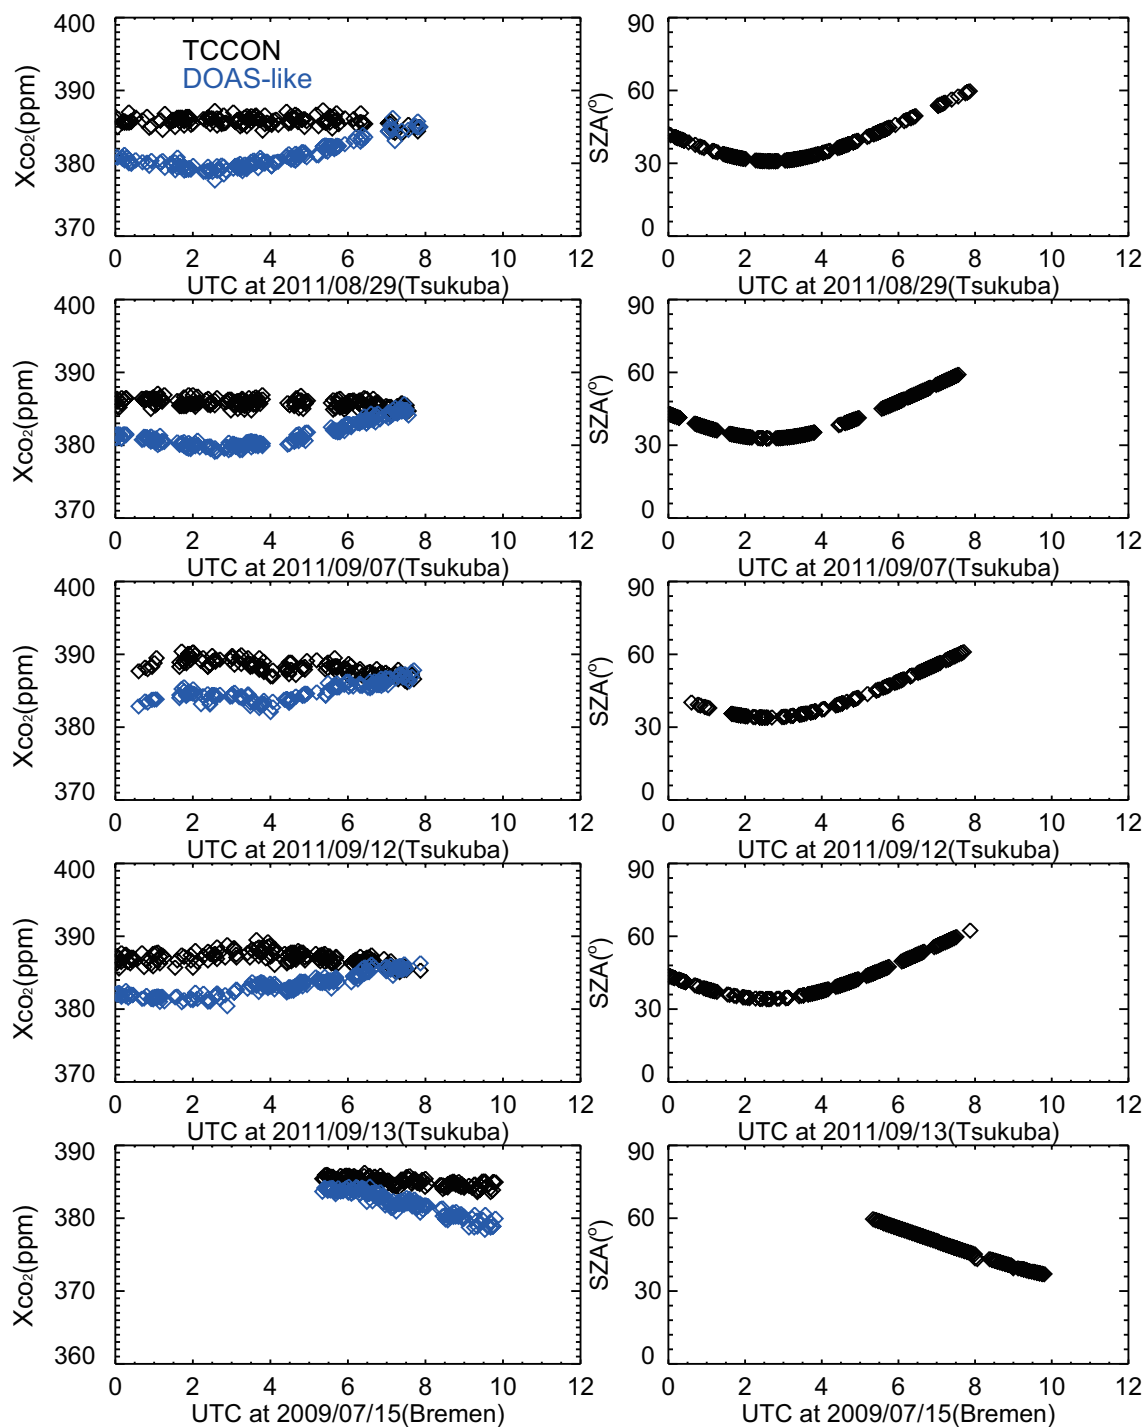 400
390
380
370
Xco₂(ppm)
TCCON
DOAS-like
0 2 4 6 8 10 12
UTC at 2011/08/29(Tsukuba)
90
60
30
0
SZA(°)
0 2 4 6 8 10 12
UTC at 2011/08/29(Tsukuba)
400
390
380
370
Xco₂(ppm)
0 2 4 6 8 10 12
UTC at 2011/09/07(Tsukuba)
90
60
30
0
SZA(°)
0 2 4 6 8 10 12
UTC at 2011/09/07(Tsukuba)
400
390
380
370
Xco₂(ppm)
0 2 4 6 8 10 12
UTC at 2011/09/12(Tsukuba)
90
60
30
0
SZA(°)
0 2 4 6 8 10 12
UTC at 2011/09/12(Tsukuba)
400
390
380
370
Xco₂(ppm)
0 2 4 6 8 10 12
UTC at 2011/09/13(Tsukuba)
90
60
30
0
SZA(°)
0 2 4 6 8 10 12
UTC at 2011/09/13(Tsukuba)
390
380
370
360
Xco₂(ppm)
0 2 4 6 8 10 12
UTC at 2009/07/15(Bremen)
90
60
30
0
SZA(°)
0 2 4 6 8 10 12
UTC at 2009/07/15(Bremen)